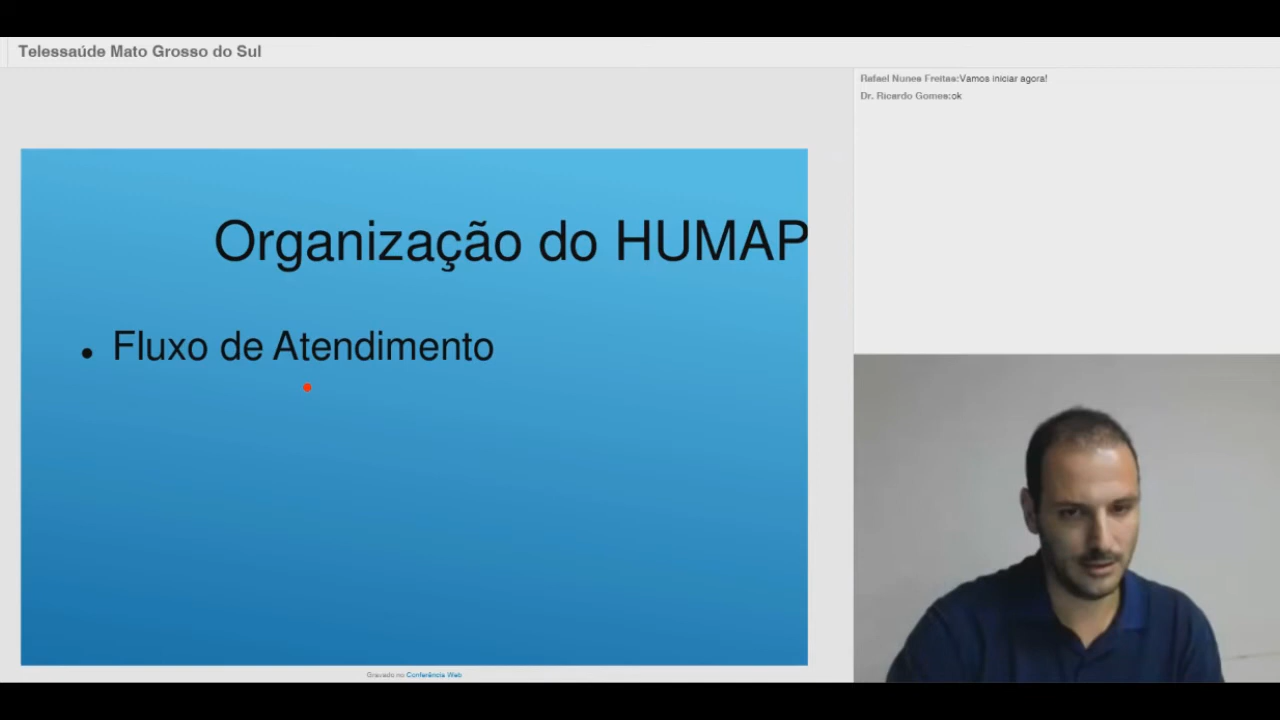 Telessaúde Mato Grosso do Sul
Rafael Nunes Freitas:Vamos iniciar agora!
Dr. Ricardo Gomes:ok
Organização do HUMAP
• Fluxo de Atendimento
Gravado no Conferência Web